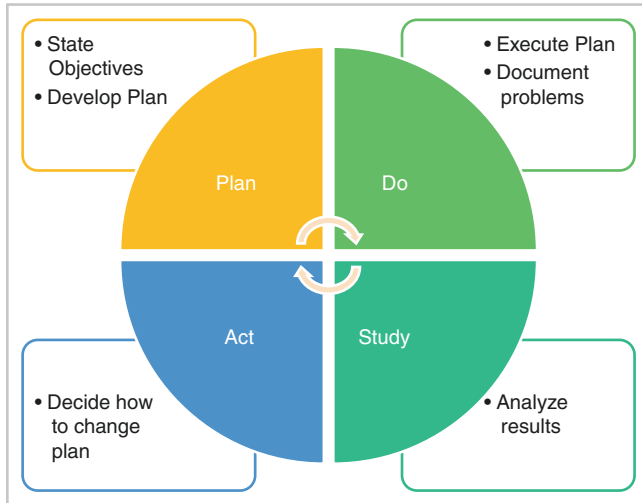 • State
Objectives
• Develop Plan
• Execute Plan
• Document
problems
Plan
Do
Act
Study
• Decide how
to change
plan
• Analyze
results